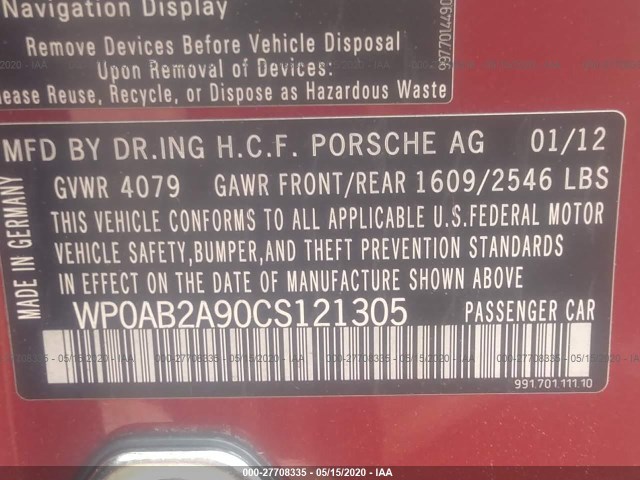 Navigation Display
Remove Devices Before Vehicle Disposal
Upon Removal of Devices:
Please Reuse, Recycle, or Dispose as Hazardous Waste
99770144490
MFD BY DR.ING H.C.F. PORSCHE AG 01/12
GVWR 4079 GAWR FRONT/REAR 1609/2546 LBS
MADE IN GERMANY
THIS VEHICLE CONFORMS TO ALL APPLICABLE U.S.FEDERAL MOTOR
VEHICLE SAFETY,BUMPER,AND THEFT PREVENTION STANDARDS
IN EFFECT ON THE DATE OF MANUFACTURE SHOWN ABOVE.
WP0AB2A90CS121305 PASSENGER CAR
991.701.111.10
000-27708335 - 05/15/2020 - IAA